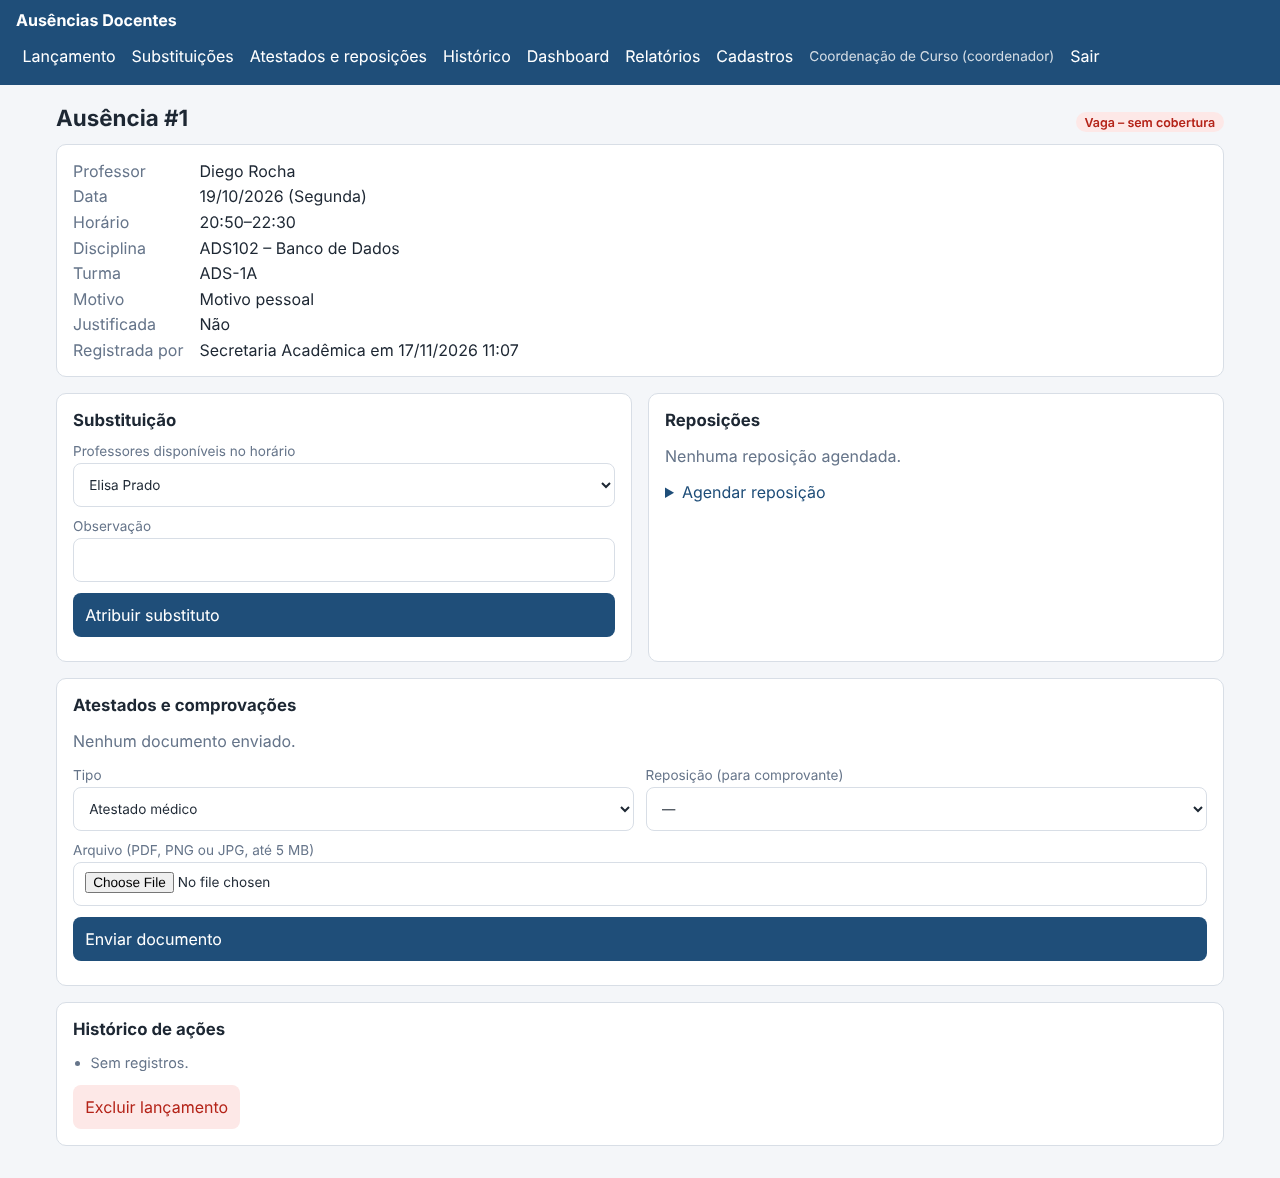 Ausências Docentes
Lançamento Substituições Atestados e reposições Histórico Dashboard Relatórios Cadastros Coordenação de Curso (coordenador) Sair
Ausência #1
Vaga – sem cobertura
Professor Diego Rocha
Data 19/10/2026 (Segunda)
Horário 20:50–22:30
Disciplina ADS102 – Banco de Dados
Turma ADS-1A
Motivo Motivo pessoal
Justificada Não
Registrada por Secretaria Acadêmica em 17/11/2026 11:07
Substituição
Professores disponíveis no horário
Elisa Prado
Observação
Atribuir substituto
Reposições
Nenhuma reposição agendada.
Agendar reposição
Atestados e comprovações
Nenhum documento enviado.
Tipo
Atestado médico
Reposição (para comprovante)
—
Arquivo (PDF, PNG ou JPG, até 5 MB)
Choose File No file chosen
Enviar documento
Histórico de ações
• Sem registros.
Excluir lançamento